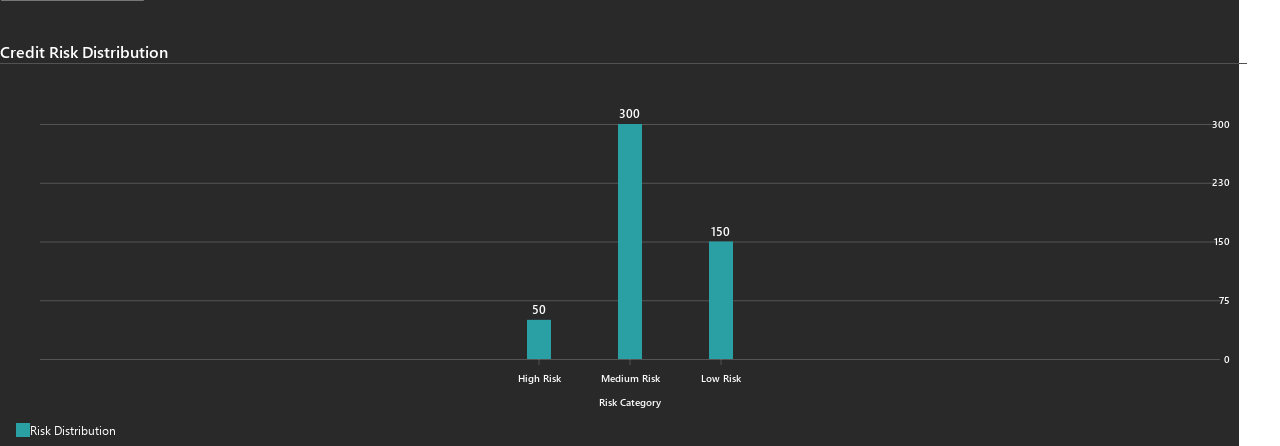 Credit Risk Distribution
300
300
230
150
150
75
50
0
High Risk Medium Risk Low Risk
Risk Category
Risk Distribution